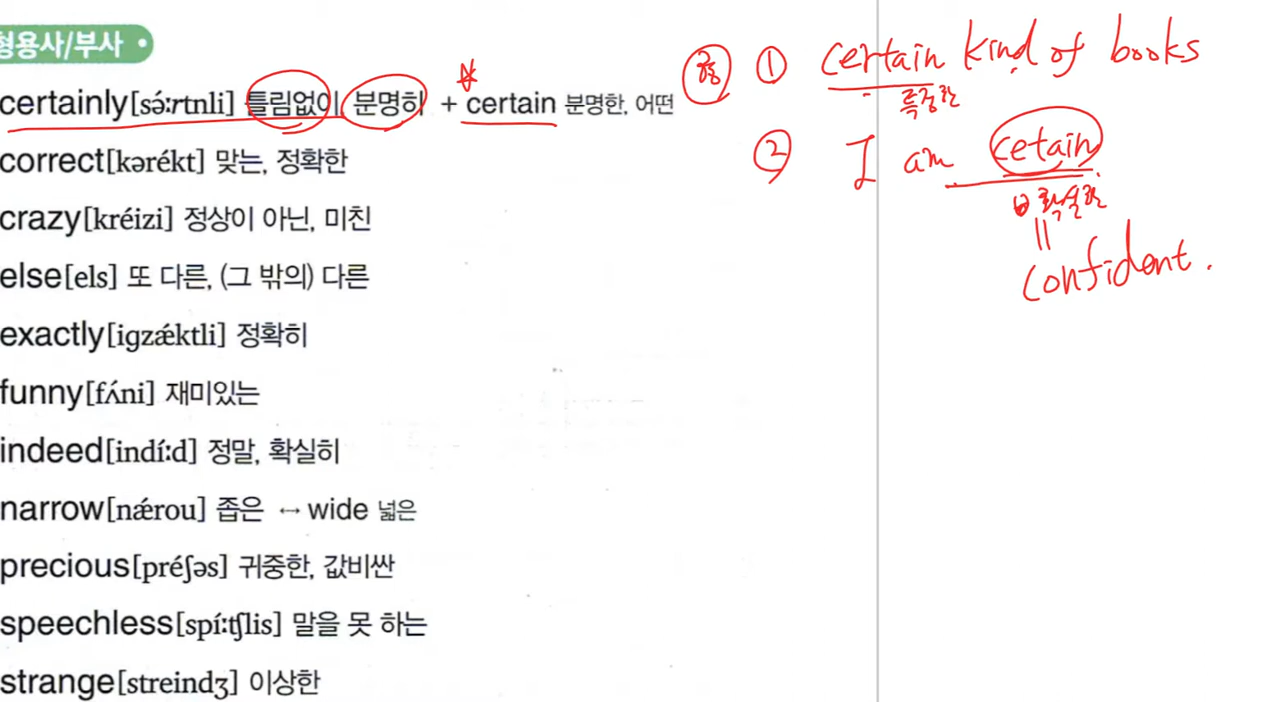 형용사/부사
certainly[sə́ːrtnli] 틀림없이 분명히 + certain 분명한, 어떤
correct[kərékt] 맞는, 정확한
crazy[kréizi] 정상이 아닌, 미친
else[els] 또 다른, (그 밖의) 다른
exactly[igzǽktli] 정확히
funny[fʌ́ni] 재미있는
indeed[indíːd] 정말, 확실히
narrow[nǽrou] 좁은 ↔ wide 넓은
precious[préʃəs] 귀중한, 값비싼
speechless[spíːtʃlis] 말을 못 하는
strange[streindʒ] 이상한
① certain kind of books
특정한
② I am cetain
확실한
=
confident.